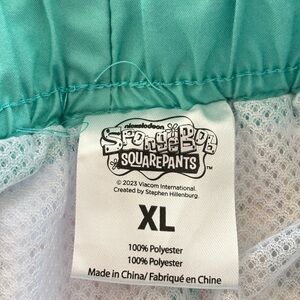 nickelodeon
SpongeBob
SQUAREPANTS
TM
© 2023 Viacom International.
Created by Stephen Hillenburg.
XL
100% Polyester
100% Polyester
Made in China/ Fabriqué en Chine